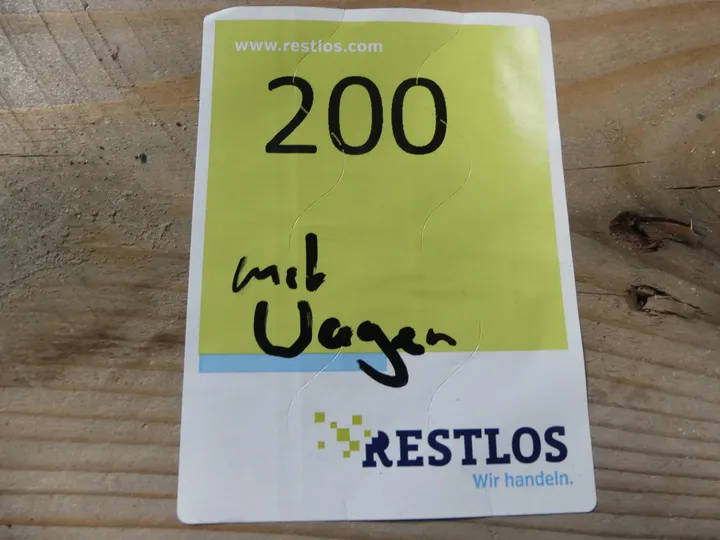 www.restlos.com
200
mit
Wagen
RESTLOS
Wir handeln.